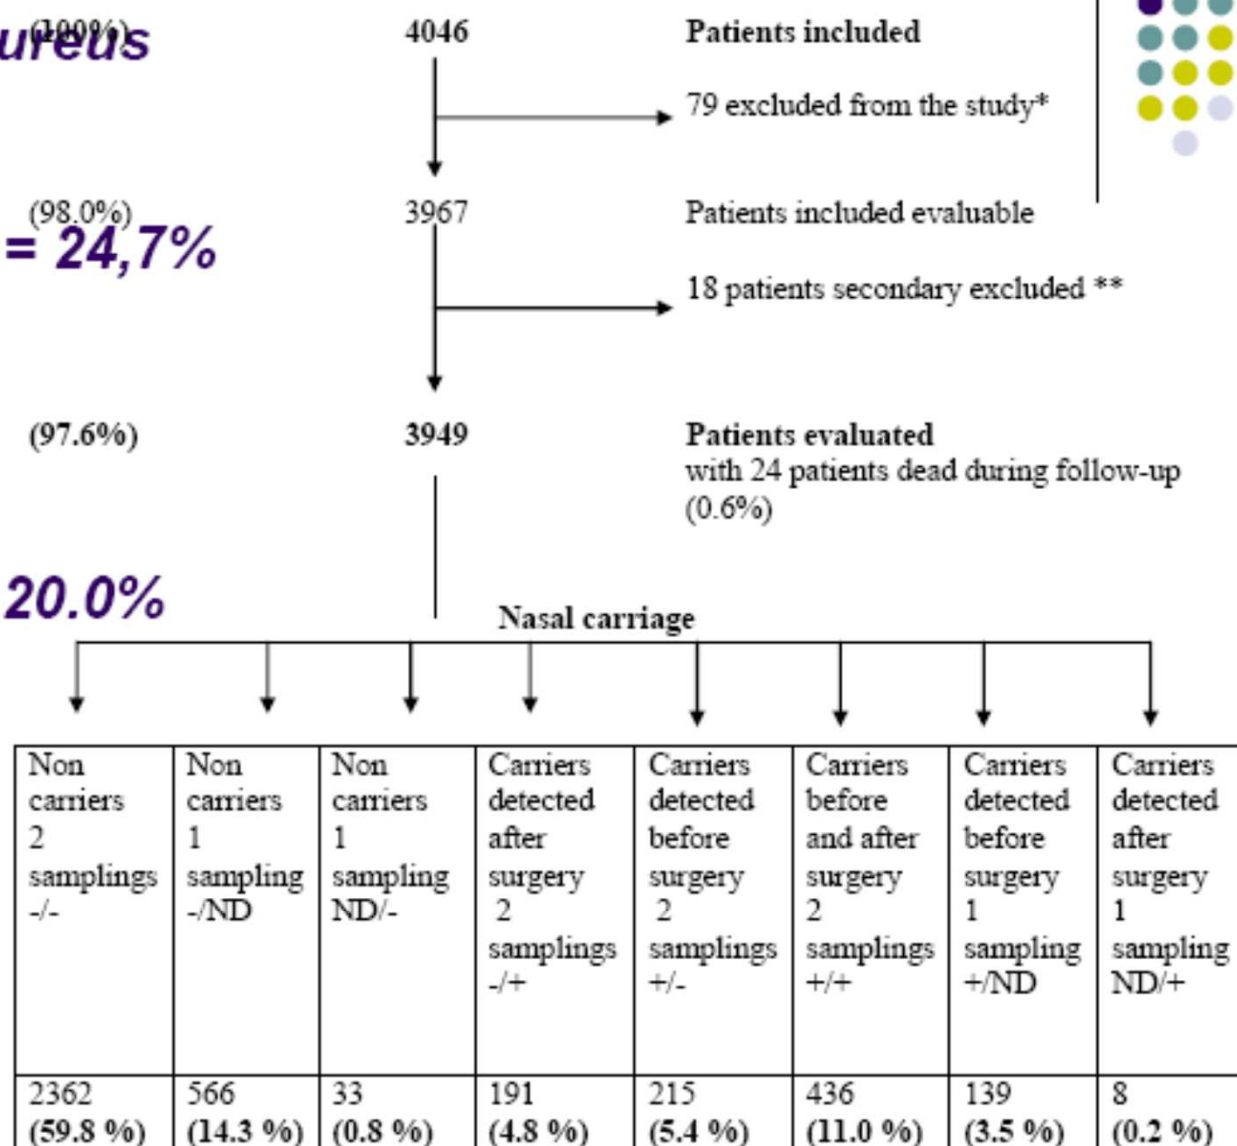 ureus
(100%) 4046 Patients included
79 excluded from the study*
(98.0%) 3967 Patients included evaluable
= 24,7%
18 patients secondary excluded **
(97.6%) 3949 Patients evaluated
with 24 patients dead during follow-up
(0.6%)
20.0%
Nasal carriage
Non
carriers
2
samplings
-/-
Non
carriers
1
sampling
-/ND
Non
carriers
1
sampling
ND/-
Carriers
detected
after
surgery
2
samplings
-/+
Carriers
detected
before
surgery
2
samplings
+/-
Carriers
before
and after
surgery
2
samplings
+/+
Carriers
detected
before
surgery
1
sampling
+/ND
Carriers
detected
after
surgery
1
sampling
ND/+
2362 566 33 191 215 436 139 8
(59.8 %) (14.3 %) (0.8 %) (4.8 %) (5.4 %) (11.0 %) (3.5 %) (0.2 %)